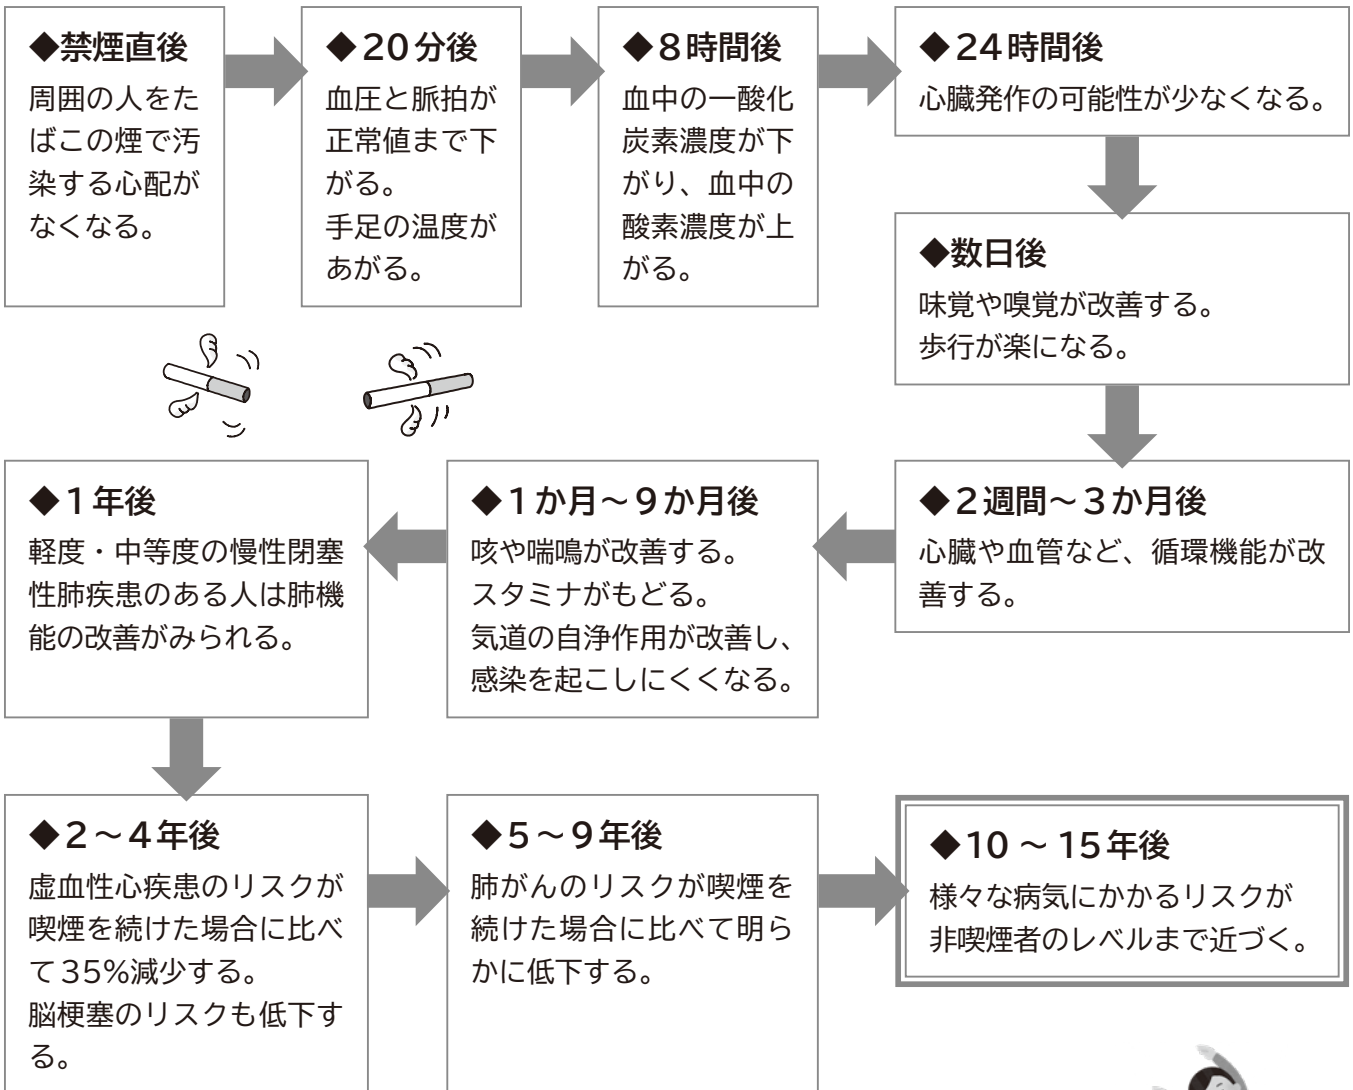 ◆禁煙直後
周囲の人をた
ばこの煙で汚
染する心配が
なくなる。
◆20分後
血圧と脈拍が
正常値まで下
がる。
手足の温度が
あがる。
◆8時間後
血中の一酸化
炭素濃度が下
がり、血中の
酸素濃度が上
がる。
◆24時間後
心臓発作の可能性が少なくなる。
◆数日後
味覚や嗅覚が改善する。
歩行が楽になる。
◆2週間～3か月後
心臓や血管など、循環機能が改
善する。
◆1か月～9か月後
咳や喘鳴が改善する。
スタミナがもどる。
気道の自浄作用が改善し、
感染を起こしにくくなる。
◆1年後
軽度・中等度の慢性閉塞
性肺疾患のある人は肺機
能の改善がみられる。
◆2～4年後
虚血性心疾患のリスクが
喫煙を続けた場合に比べ
て35%減少する。
脳梗塞のリスクも低下す
る。
◆5～9年後
肺がんのリスクが喫煙を
続けた場合に比べて明ら
かに低下する。
◆10～15年後
様々な病気にかかるリスクが
非喫煙者のレベルまで近づく。